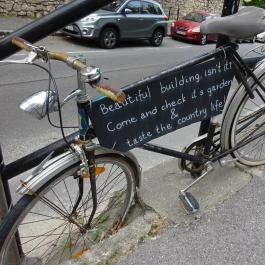 Beautiful building, isn't it?
Come and check it's garden
&
taste the country life!